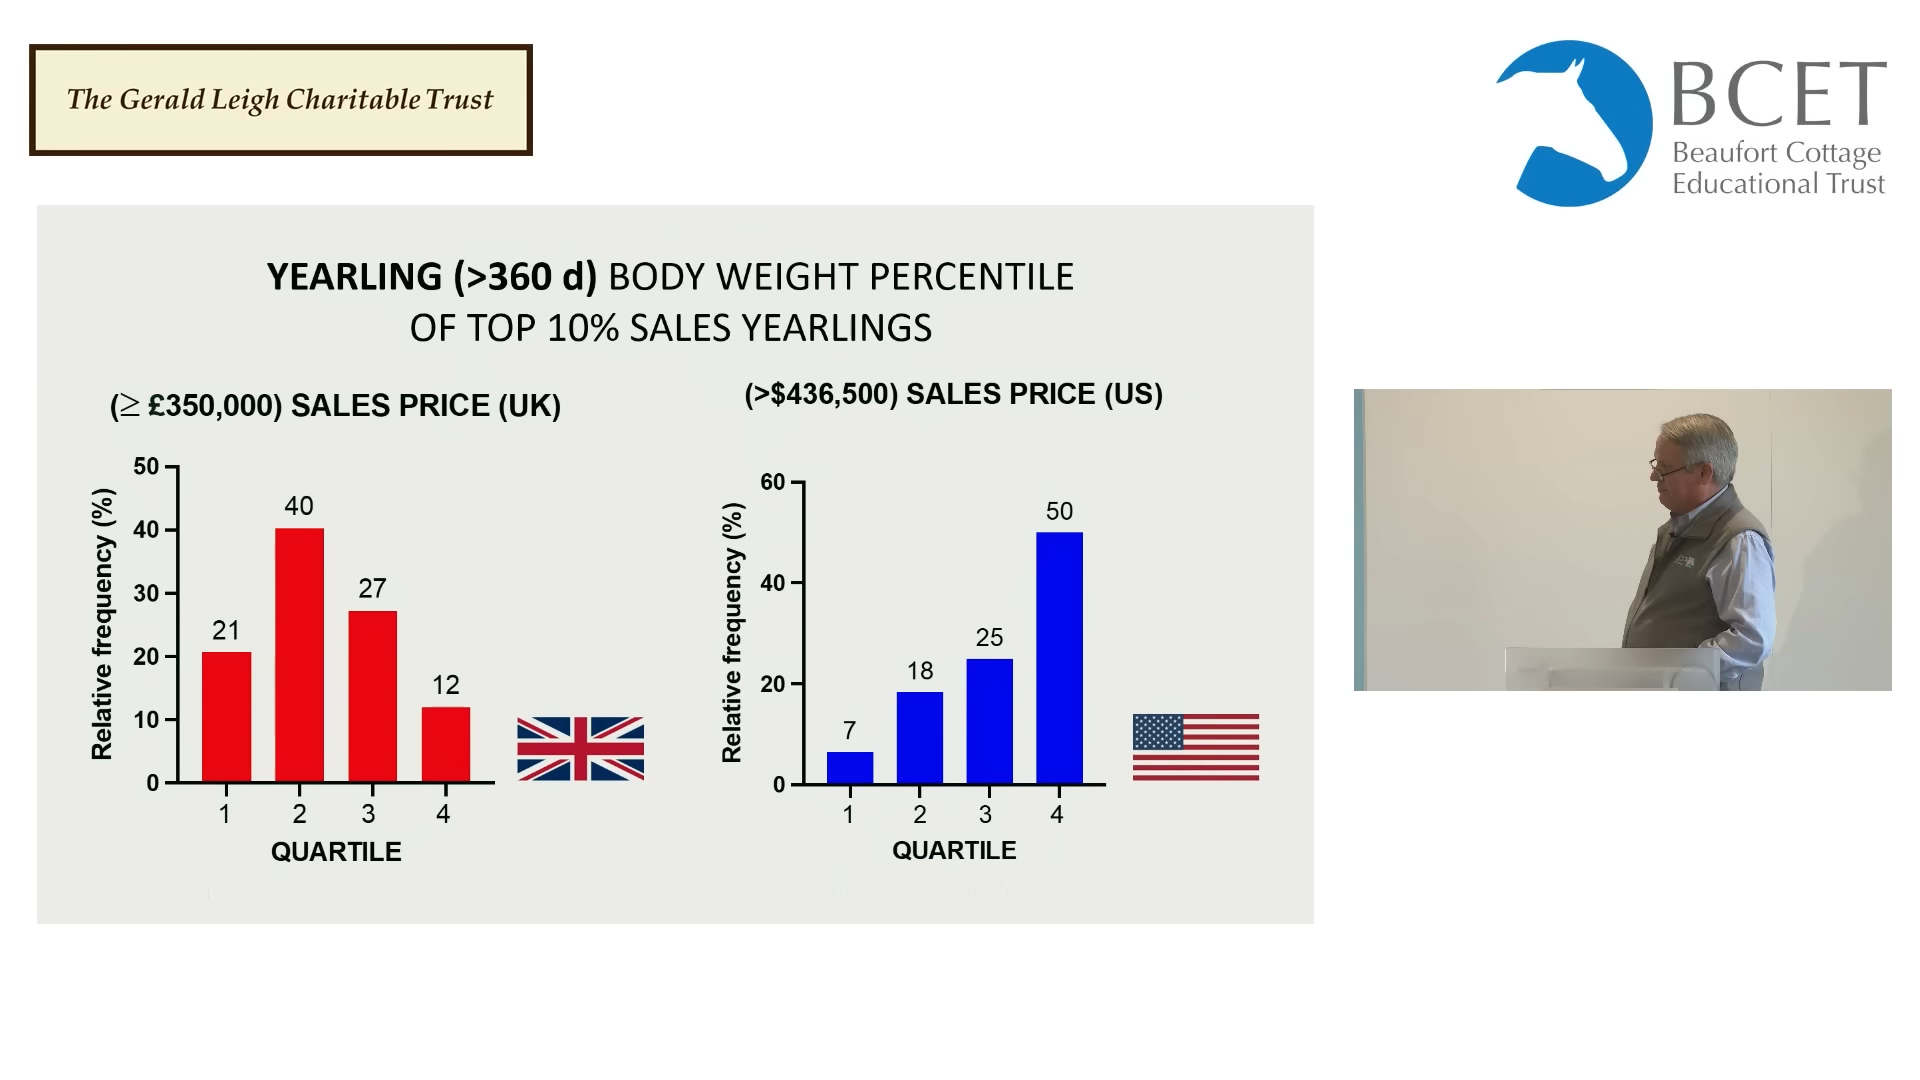 The Gerald Leigh Charitable Trust
BCET
Beaufort Cottage
Educational Trust
YEARLING (>360 d) BODY WEIGHT PERCENTILE
OF TOP 10% SALES YEARLINGS
(≥ £350,000) SALES PRICE (UK)
Relative frequency (%)
50
40
30
20
10
0
21
40
27
12
1 2 3 4
QUARTILE
(>$436,500) SALES PRICE (US)
Relative frequency (%)
60
40
20
0
7
18
25
50
1 2 3 4
QUARTILE